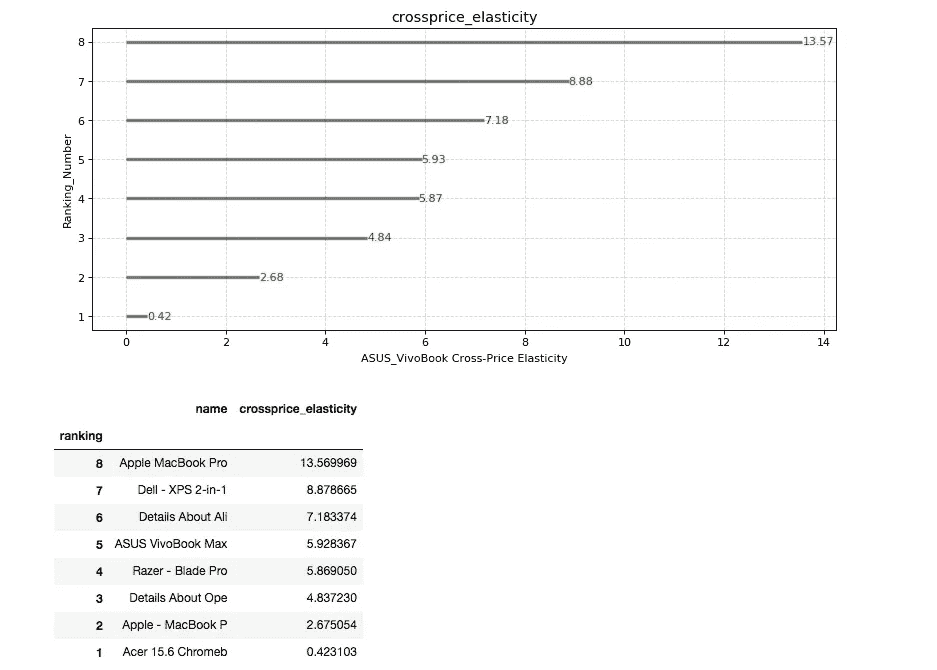 crossprice_elasticity
8 13.57
7 8.88
6 7.18
5 5.93
4 5.87
3 4.84
2 2.68
1 0.42
Ranking_Number
0 2 4 6 8 10 12 14
ASUS_VivoBook Cross-Price Elasticity
name crossprice_elasticity
ranking
8 Apple MacBook Pro 13.569969
7 Dell - XPS 2-in-1 8.878665
6 Details About Ali 7.183374
5 ASUS VivoBook Max 5.928367
4 Razer - Blade Pro 5.869050
3 Details About Ope 4.837230
2 Apple - MacBook P 2.675054
1 Acer 15.6 Chromeb 0.423103